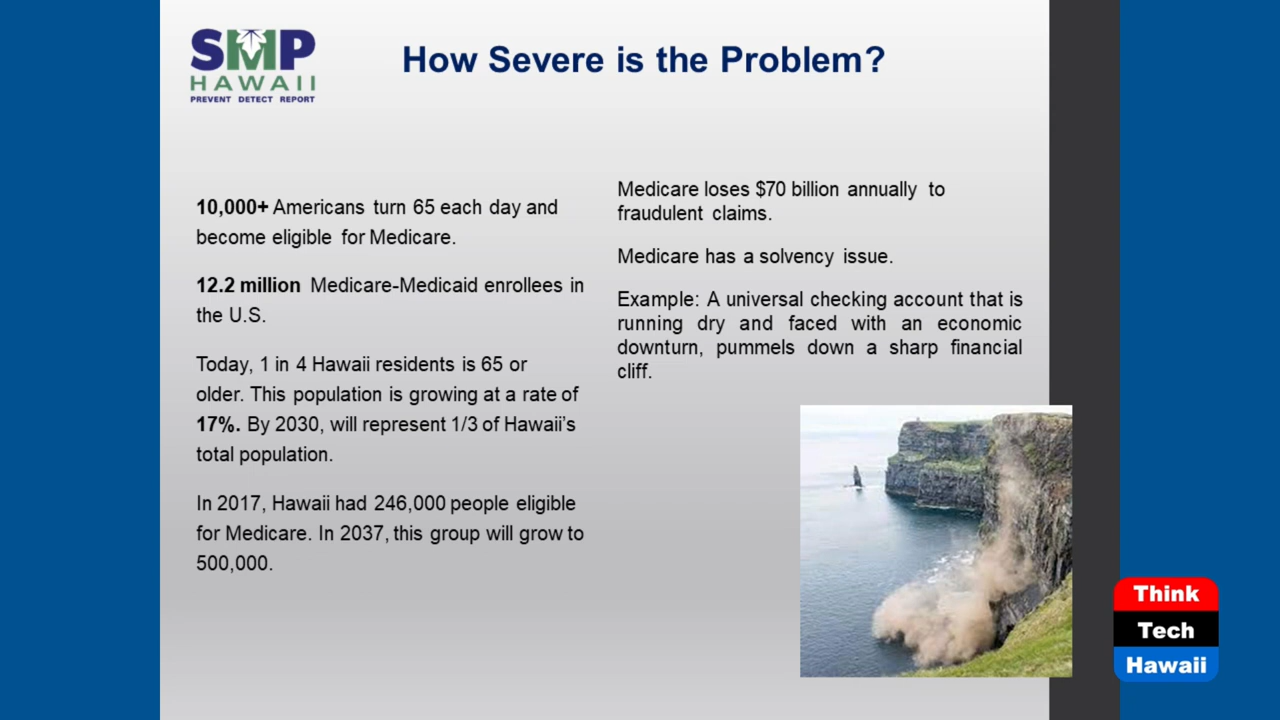 SMP
HAWAII
PREVENT DETECT REPORT
How Severe is the Problem?
10,000+ Americans turn 65 each day and
become eligible for Medicare.
12.2 million Medicare-Medicaid enrollees in
the U.S.
Today, 1 in 4 Hawaii residents is 65 or
older. This population is growing at a rate of
17%. By 2030, will represent 1/3 of Hawaii's
total population.
In 2017, Hawaii had 246,000 people eligible
for Medicare. In 2037, this group will grow to
500,000.
Medicare loses $70 billion annually to
fraudulent claims.
Medicare has a solvency issue.
Example: A universal checking account that is
running dry and faced with an economic
downturn, pummels down a sharp financial
cliff.
Think
Tech
Hawaii